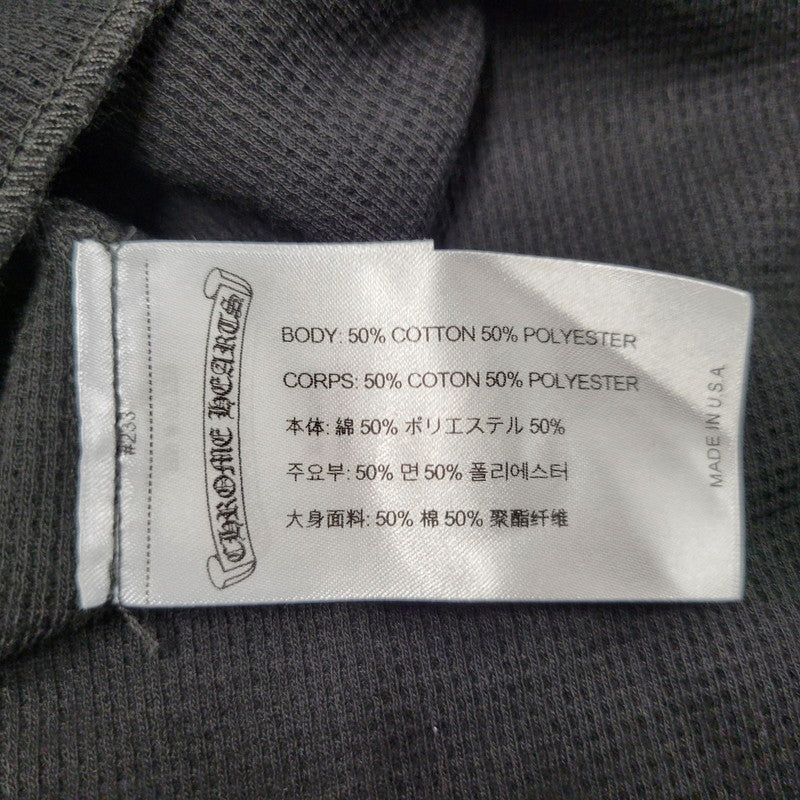 #233
CHROME HEARTS
BODY: 50% COTTON 50% POLYESTER
CORPS: 50% COTON 50% POLYESTER
本体: 綿 50% ポリエステル 50%
주요부: 50% 면 50% 폴리에스터
大身面料: 50% 棉 50% 聚酯纤维
MADE IN U.S.A